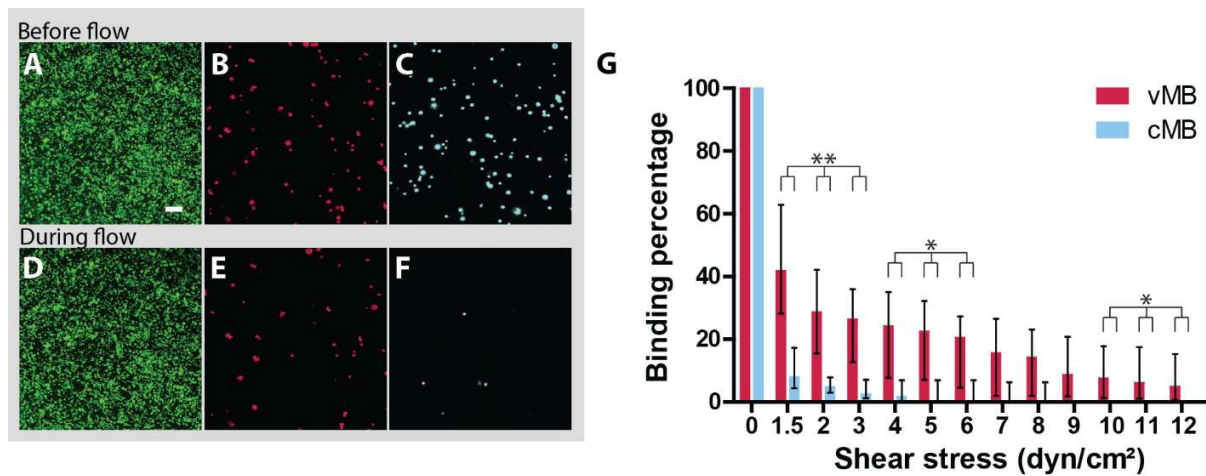 Before flow
A B C
During flow
D E F
G
100
80
60
40
20
0
Binding percentage
vMB
cMB
**
*
*
0 1.5 2 3 4 5 6 7 8 9 10 11 12
Shear stress (dyn/cm²)